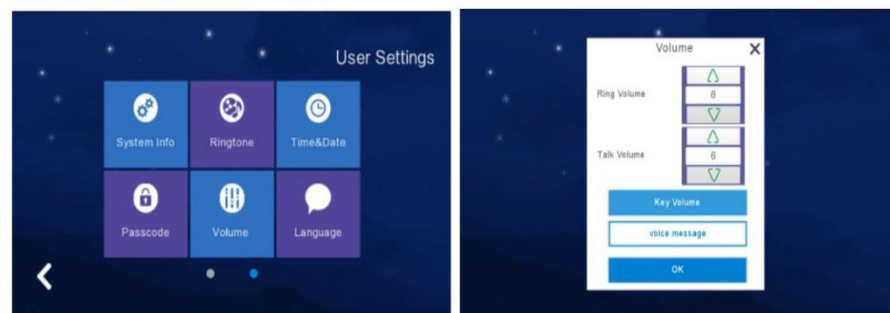 User Settings
System Info
Ringtone
Time&Date
Passcode
Volume
Language
Volume
Ring Volume
6
Talk Volume
6
Key Volume
voice message
OK